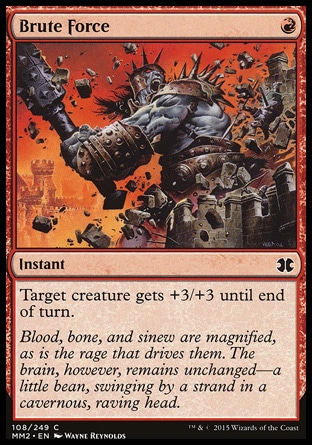 Brute Force
Instant
Target creature gets +3/+3 until end
of turn.
Blood, bone, and sinew are magnified,
as is the rage that drives them. The
brain, however, remains unchanged—a
little bean, swinging by a strand in a
cavernous, raving head.
108/249 C
MM2 • EN Wayne Reynolds
™ & © 2015 Wizards of the Coast